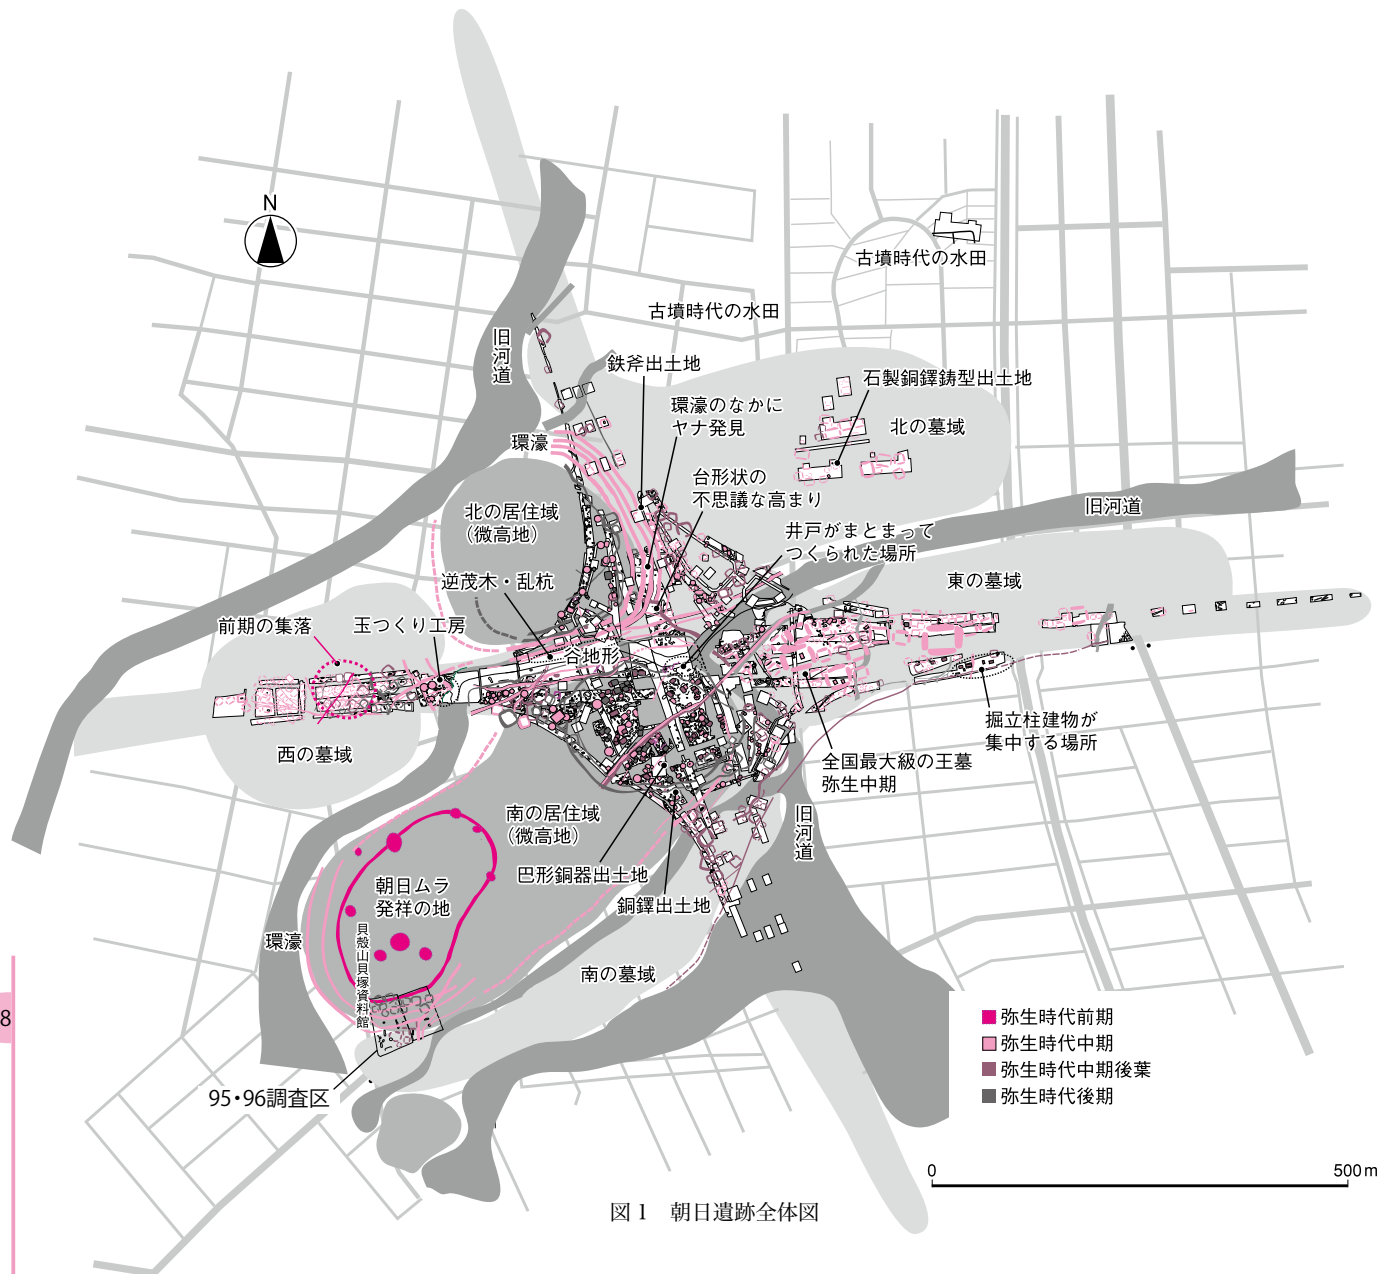 N
古墳時代の水田
古墳時代の水田
旧河道
鉄斧出土地
石製銅鐸鋳型出土地
環濠のなかに
ヤナ発見
北の墓域
環濠
台形状の
不思議な高まり
北の居住域
（微高地）
旧河道
井戸がまとまって
つくられた場所
逆茂木・乱杭
東の墓域
前期の集落
玉つくり工房
谷地形
掘立柱建物が
集中する場所
西の墓域
全国最大級の王墓
弥生中期
南の居住域
（微高地）
旧河道
巴形銅器出土地
朝日ムラ
発祥の地
銅鐸出土地
環濠
貝殻山貝塚資料館
南の墓域
8
弥生時代前期
弥生時代中期
弥生時代中期後葉
弥生時代後期
95・96調査区
0 500m
図1 朝日遺跡全体図